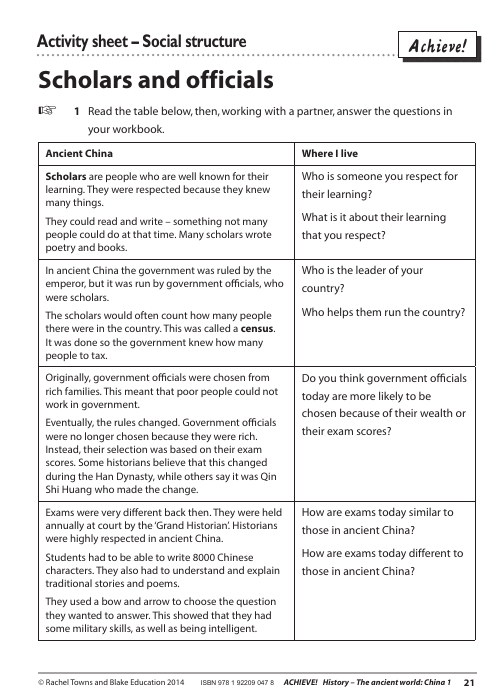 Activity sheet – Social structure
Achieve!
Scholars and officials
☞ 1 Read the table below, then, working with a partner, answer the questions in
your workbook.
Ancient China
Where I live
Scholars are people who are well known for their
learning. They were respected because they knew
many things.
They could read and write – something not many
people could do at that time. Many scholars wrote
poetry and books.
Who is someone you respect for
their learning?
What is it about their learning
that you respect?
In ancient China the government was ruled by the
emperor, but it was run by government officials, who
were scholars.
The scholars would often count how many people
there were in the country. This was called a census.
It was done so the government knew how many
people to tax.
Who is the leader of your
country?
Who helps them run the country?
Originally, government officials were chosen from
rich families. This meant that poor people could not
work in government.
Eventually, the rules changed. Government officials
were no longer chosen because they were rich.
Instead, their selection was based on their exam
scores. Some historians believe that this changed
during the Han Dynasty, while others say it was Qin
Shi Huang who made the change.
Do you think government officials
today are more likely to be
chosen because of their wealth or
their exam scores?
Exams were very different back then. They were held
annually at court by the ‘Grand Historian’. Historians
were highly respected in ancient China.
Students had to be able to write 8000 Chinese
characters. They also had to understand and explain
traditional stories and poems.
They used a bow and arrow to choose the question
they wanted to answer. This showed that they had
some military skills, as well as being intelligent.
How are exams today similar to
those in ancient China?
How are exams today different to
those in ancient China?
© Rachel Towns and Blake Education 2014 ISBN 978 1 92209 047 8 ACHIEVE! History – The ancient world: China 1 21